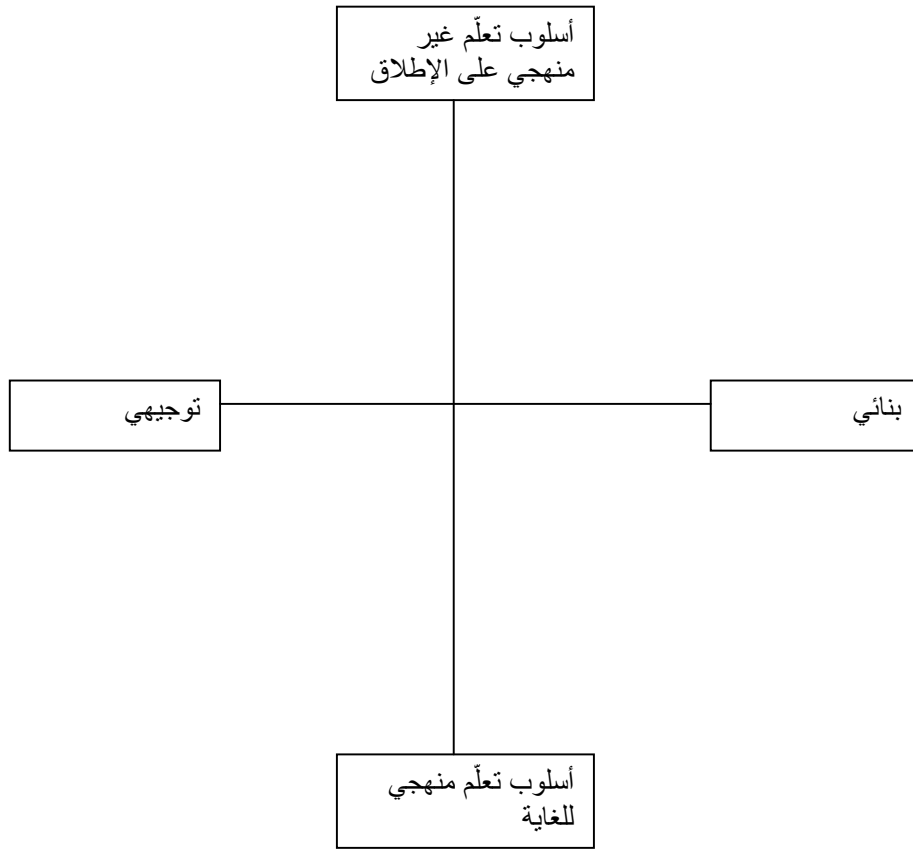 أسلوب تعلّم غير
منهجي على الإطلاق
بنائي
توجيهي
أسلوب تعلّم منهجي
للغاية